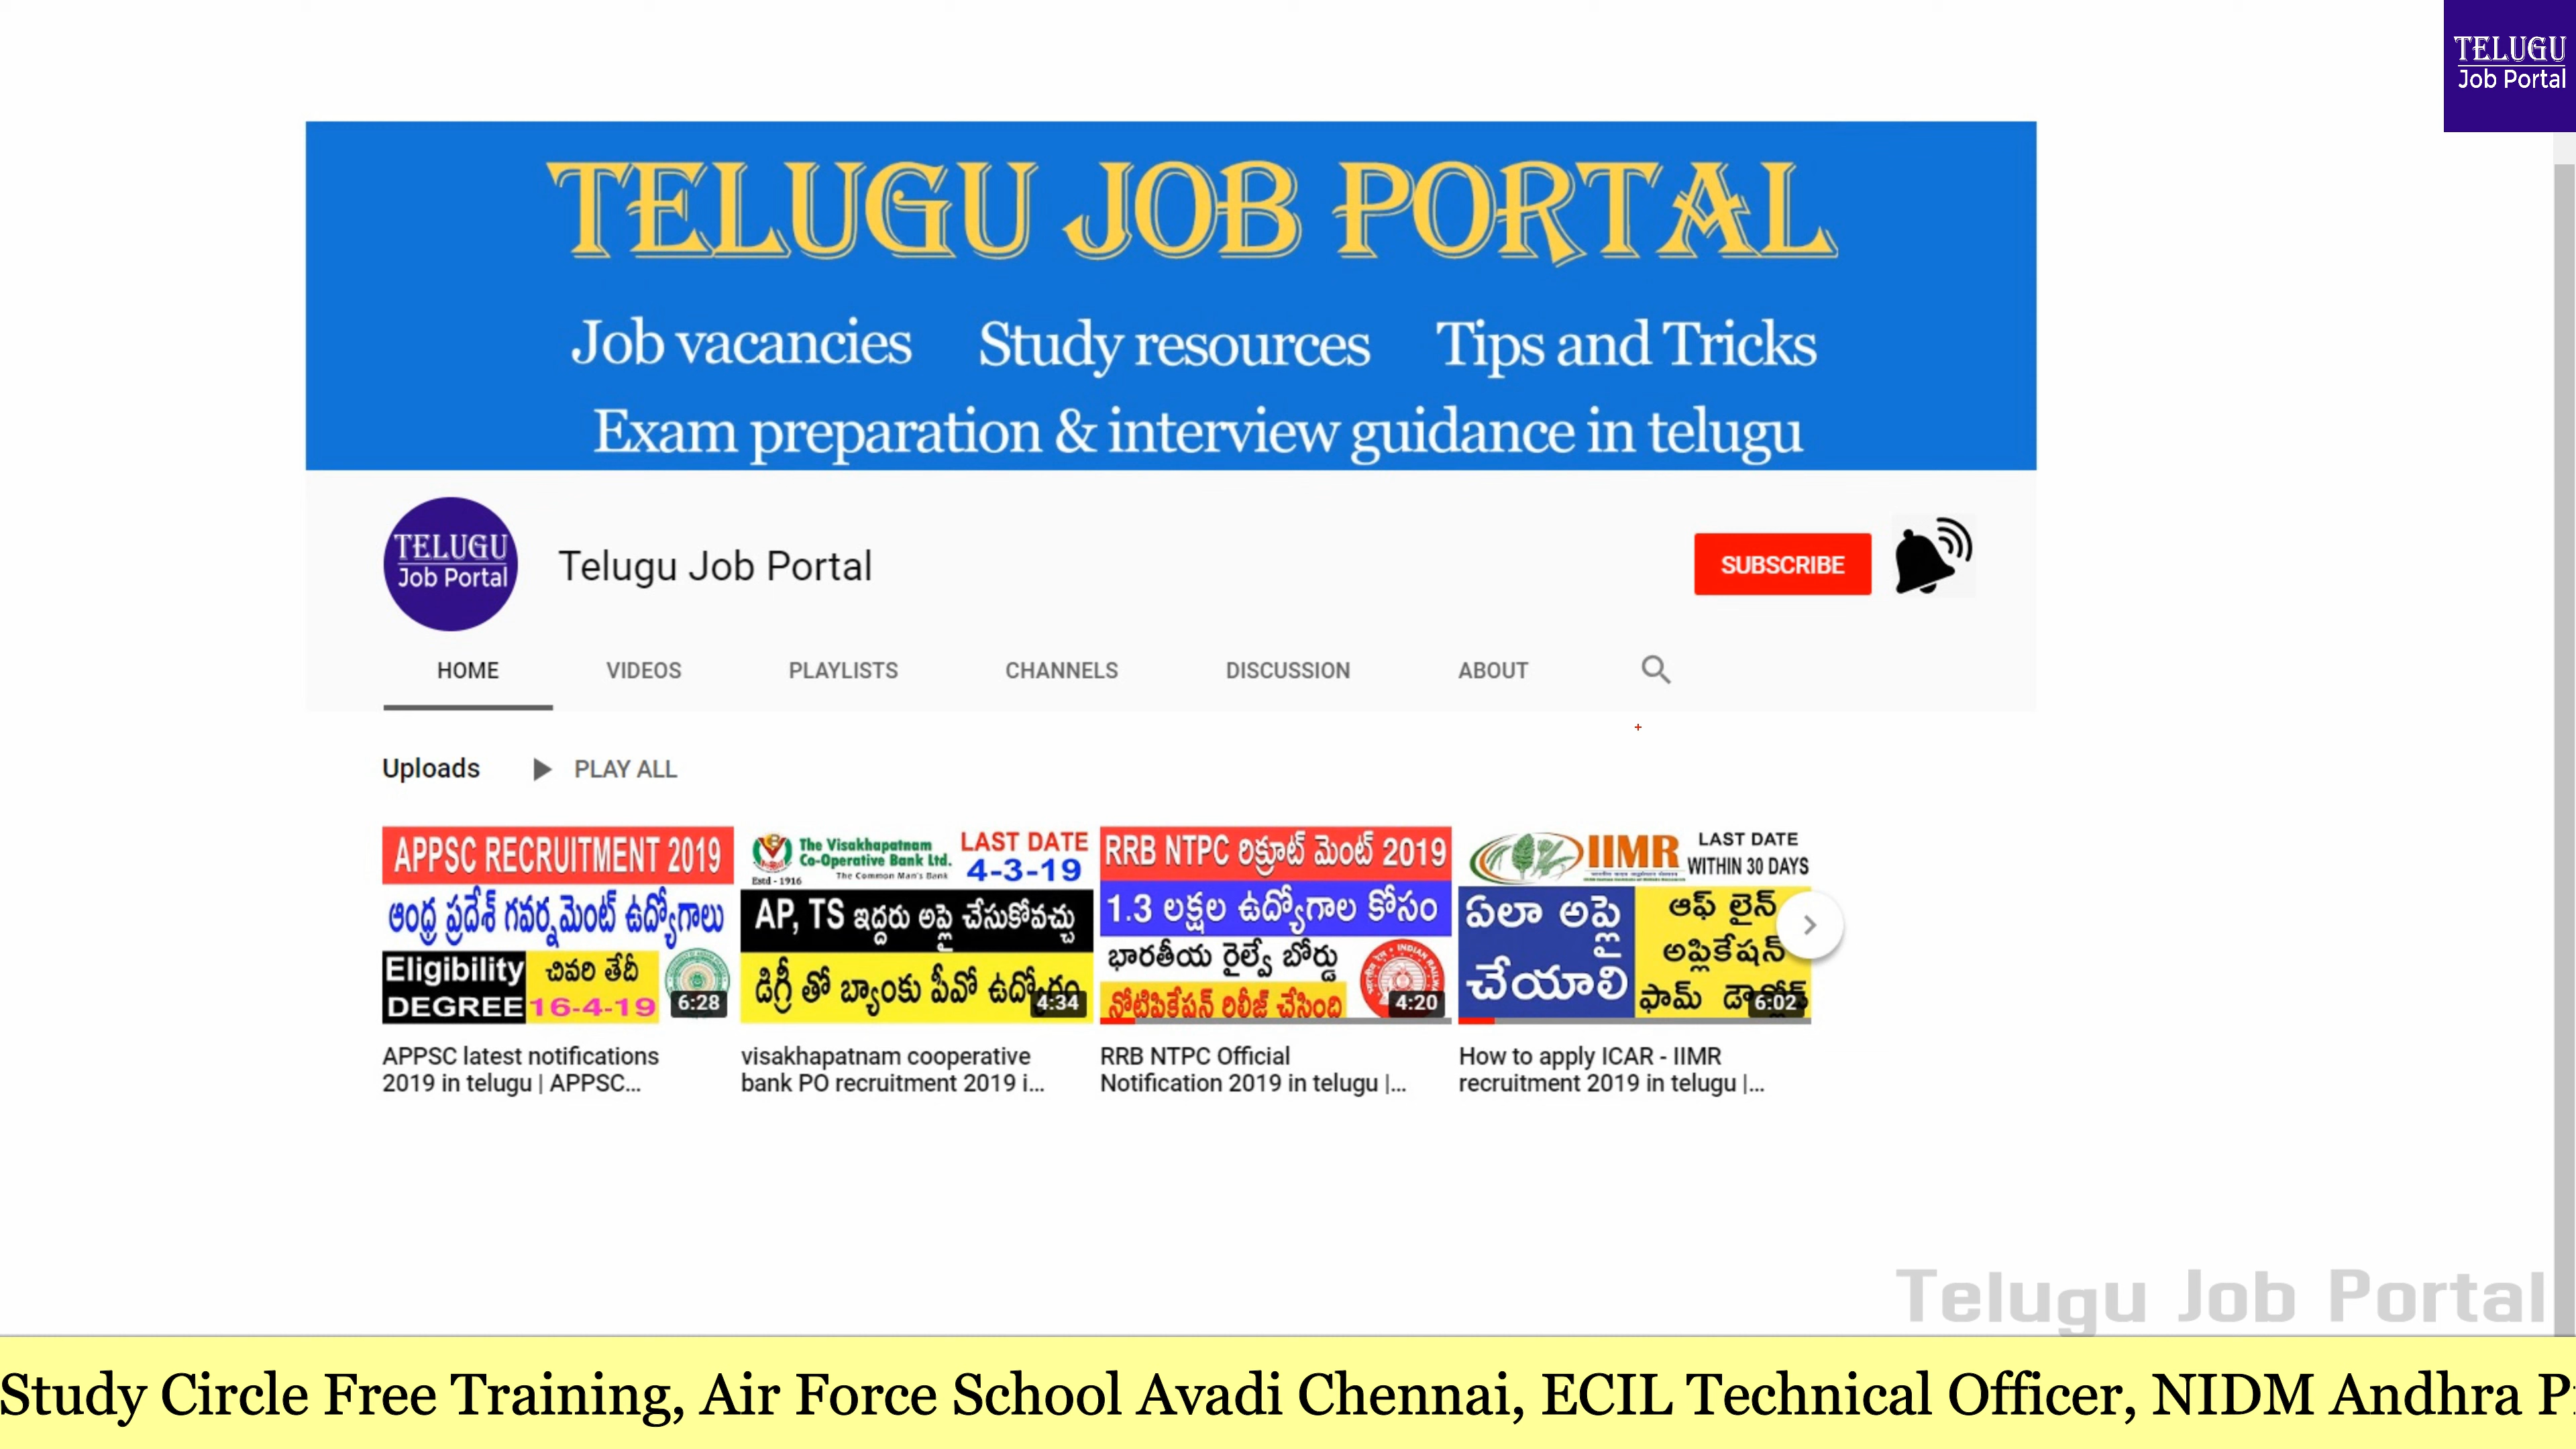 TELUGU
Job Portal
TELUGU JOB PORTAL
Job vacancies Study resources Tips and Tricks
Exam preparation & interview guidance in telugu
TELUGU
Job Portal
Telugu Job Portal
SUBSCRIBE
HOME VIDEOS PLAYLISTS CHANNELS DISCUSSION ABOUT
Uploads PLAY ALL
APPSC RECRUITMENT 2019
ఆంధ్ర ప్రదేశ్ గవర్నమెంట్ ఉద్యోగాలు
Eligibility
DEGREE
చివరి తేదీ
16-4-19
6:28
APPSC latest notifications
2019 in telugu | APPSC...
The Visakhapatnam
Co-Operative Bank Ltd.
The Common Man's Bank
Estd - 1916
LAST DATE
4-3-19
AP, TS ఇద్దరు అప్లై చేసుకోవచ్చు
డిగ్రీ తో బ్యాంకు పీవో
4:34
visakhapatnam cooperative
bank PO recruitment 2019 i...
RRB NTPC రిక్రూట్ మెంట్ 2019
1.3 లక్షల ఉద్యోగాల కోసం
భారతీయ రైల్వే బోర్డు
నోటిపికేషన్ రిలీజ్ చేసింది
4:20
RRB NTPC Official
Notification 2019 in telugu |...
IIMR
LAST DATE
WITHIN 30 DAYS
ఏలా అప్లై
చేయాలి
ఆఫ్ లైన్
అప్లికేషన్
ఫామ్
6:02
How to apply ICAR - IIMR
recruitment 2019 in telugu |...
Telugu Job Portal
Study Circle Free Training, Air Force School Avadi Chennai, ECIL Technical Officer, NIDM Andhra P